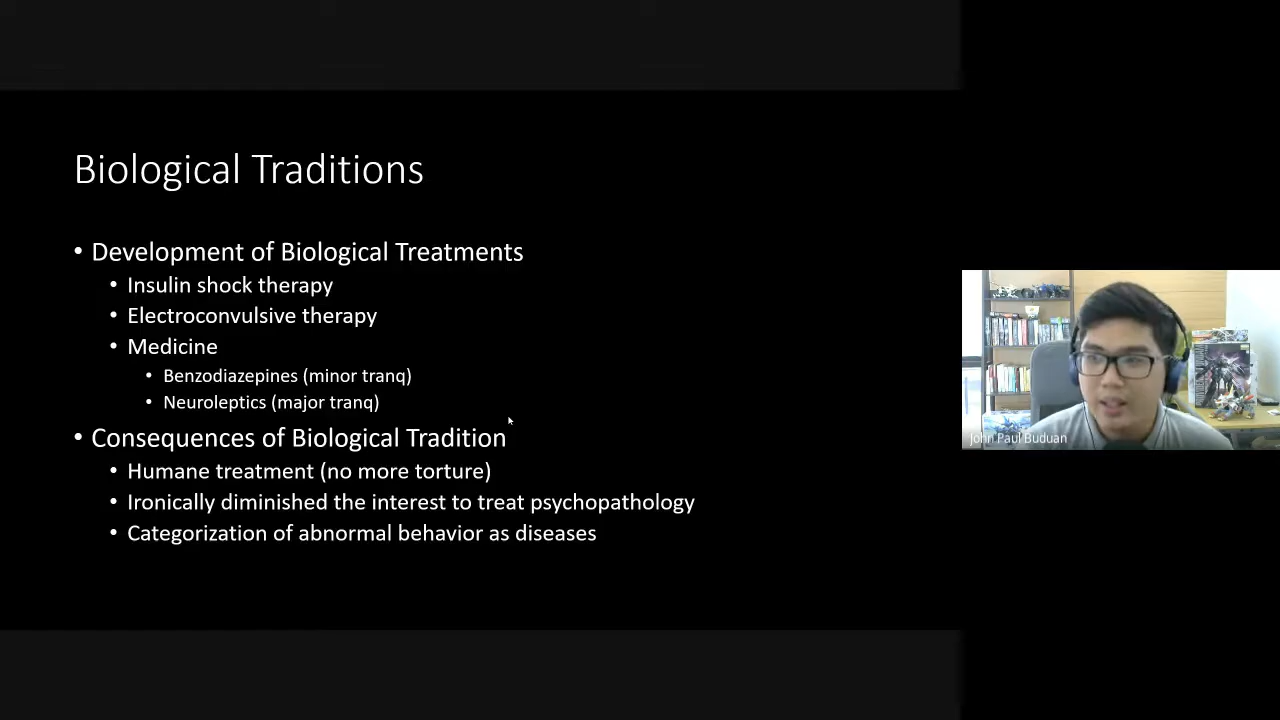 Biological Traditions
• Development of Biological Treatments
• Insulin shock therapy
• Electroconvulsive therapy
• Medicine
• Benzodiazepines (minor tranq)
• Neuroleptics (major tranq)
• Consequences of Biological Tradition
• Humane treatment (no more torture)
• Ironically diminished the interest to treat psychopathology
• Categorization of abnormal behavior as diseases
John Paul Buduan